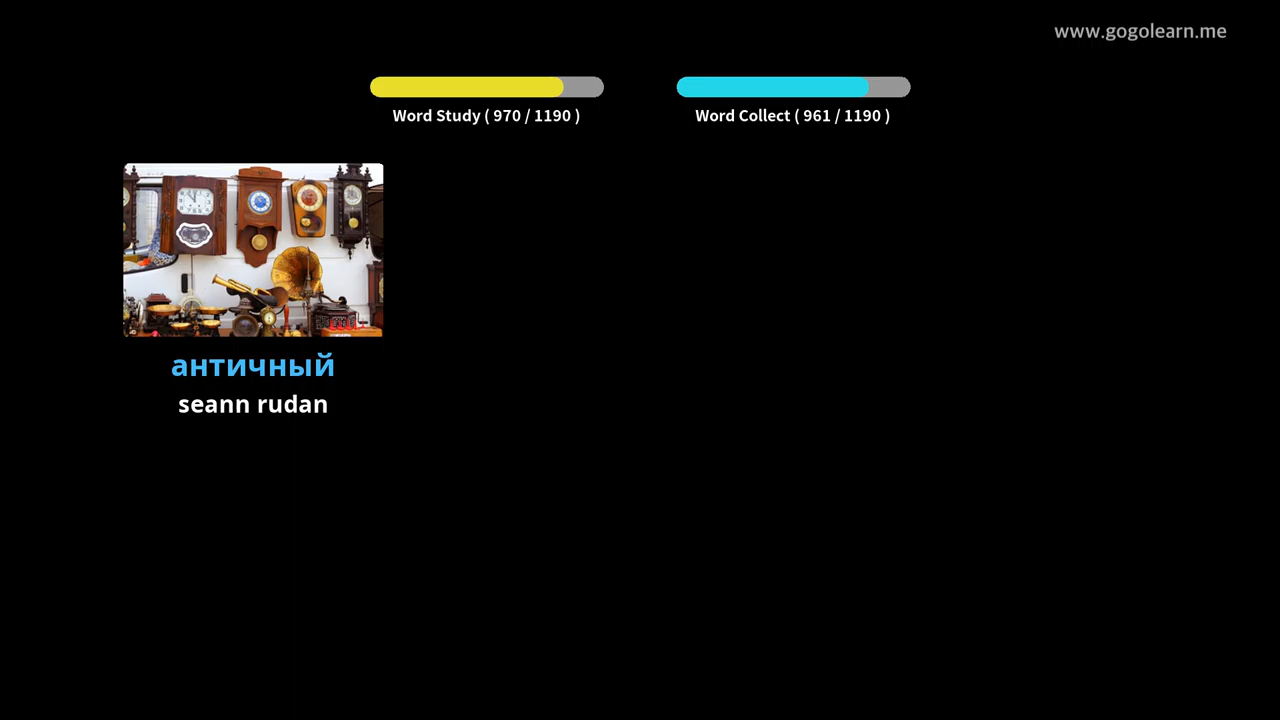 www.gogolearn.me
Word Study ( 970 / 1190 )
Word Collect ( 961 / 1190 )
античный
seann rudan